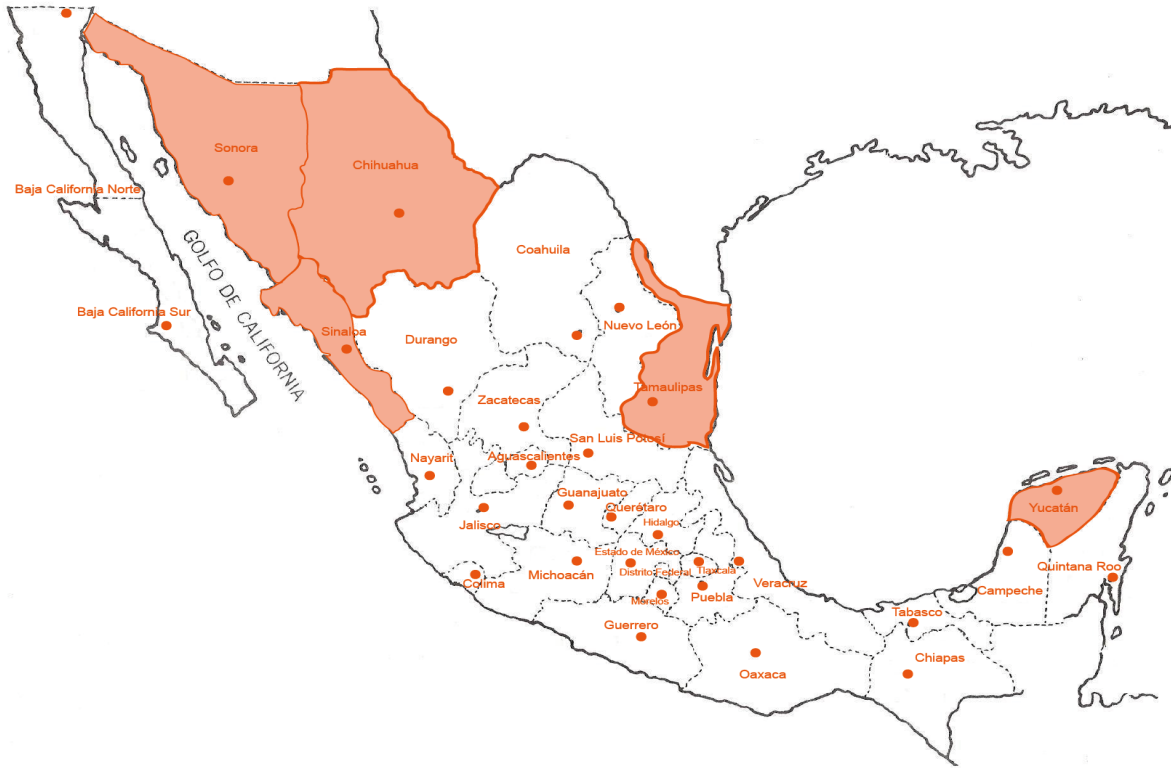 Sonora
Chihuahua
Baja California Norte
GOLFO DE CALIFORNIA
Coahuila
Baja California Sur
Sinaloa
Durango
Nuevo León
Tamaulipas
Zacatecas
San Luis Potosí
Nayarit
Aguascalientes
Guanajuato
Querétaro
Jalisco
Hidalgo
Estado de México
Distrito Federal
Tlaxcala
Michoacán
Colima
Morelos
Puebla
Veracruz
Guerrero
Oaxaca
Yucatán
Quintana Roo
Campeche
Tabasco
Chiapas